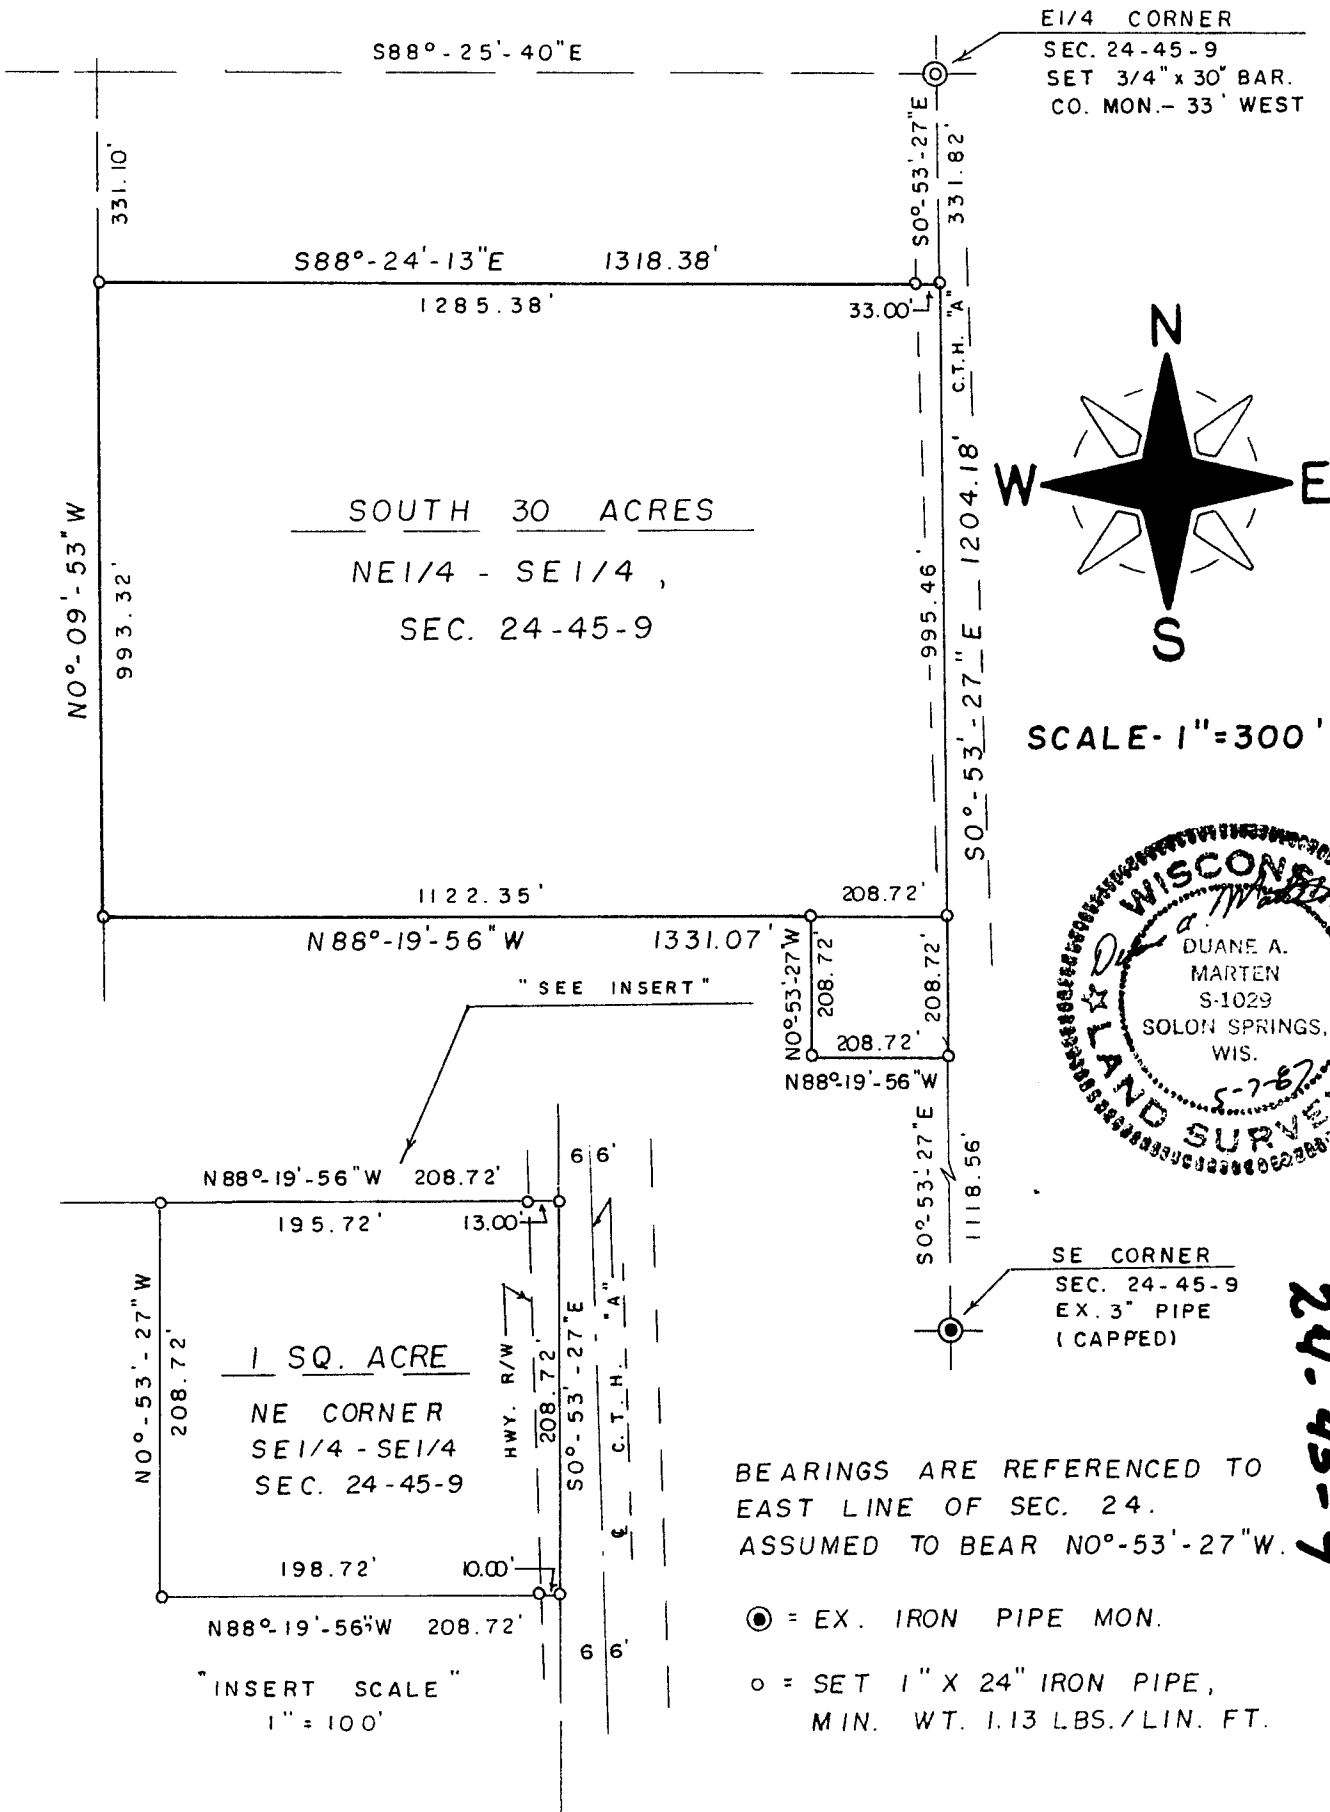 E1/4 CORNER
SEC. 24-45-9
SET 3/4" x 30" BAR.
CO. MON.- 33' WEST
S88°-25'-40"E
331.10'
S0°-53'-27"E
331.82'
S88°-24'-13"E 1318.38'
1285.38'
33.00'
C.T.H. "A"
N
W
E
S
SOUTH 30 ACRES
NE1/4 - SE1/4 ,
SEC. 24-45-9
N0°-09'-53"W
993.32'
995.46'
S0°-53'-27"E 1204.18'
SCALE- 1"=300'
1122.35'
208.72'
N88°-19'-56"W 1331.07'
N0°-53'-27"W
208.72'
208.72'
208.72'
N88°-19'-56"W
"SEE INSERT"
WISCONS
DUANE A.
MARTEN
S-1029
SOLON SPRINGS,
WIS.
5-7-87
LAND SURVE
S0°-53'-27"E
1118.56'
SE CORNER
SEC. 24-45-9
EX. 3" PIPE
(CAPPED)
66'
N88°-19'-56"W 208.72'
195.72'
13.00'
N0°-53'-27"W
208.72'
1 SQ. ACRE
NE CORNER
SE1/4 - SE1/4
SEC. 24-45-9
HWY. R/W
208.72'
S0°-53'-27"E
℄ C.T.H. "A"
198.72'
10.00'
N88°-19'-56"W 208.72'
66'
"INSERT SCALE"
1" = 100'
BEARINGS ARE REFERENCED TO
EAST LINE OF SEC. 24.
ASSUMED TO BEAR N0°-53'-27"W.
= EX. IRON PIPE MON.
= SET 1" X 24" IRON PIPE,
MIN. WT. 1.13 LBS./LIN. FT.
24-45-9